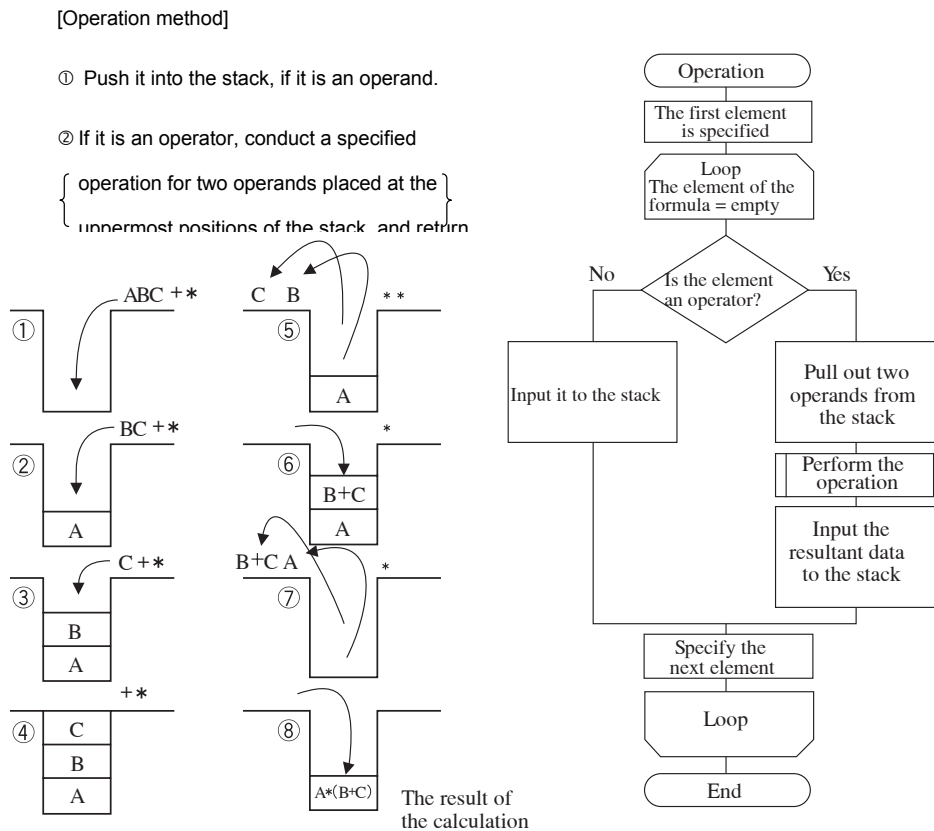 [Operation method]
① Push it into the stack, if it is an operand.
② If it is an operator, conduct a specified
operation for two operands placed at the
uppermost positions of the stack, and return
①
ABC +*
②
BC +*
A
③
C +*
B
A
④
+*
C
B
A
⑤
C B
**
A
⑥
*
B+C
A
⑦
B+C A
*
⑧
A*(B+C)
The result of
the calculation
Operation
The first element
is specified
Loop
The element of the
formula = empty
Is the element
an operator?
No
Yes
Input it to the stack
Pull out two
operands from
the stack
Perform the
operation
Input the
resultant data
to the stack
Specify the
next element
Loop
End